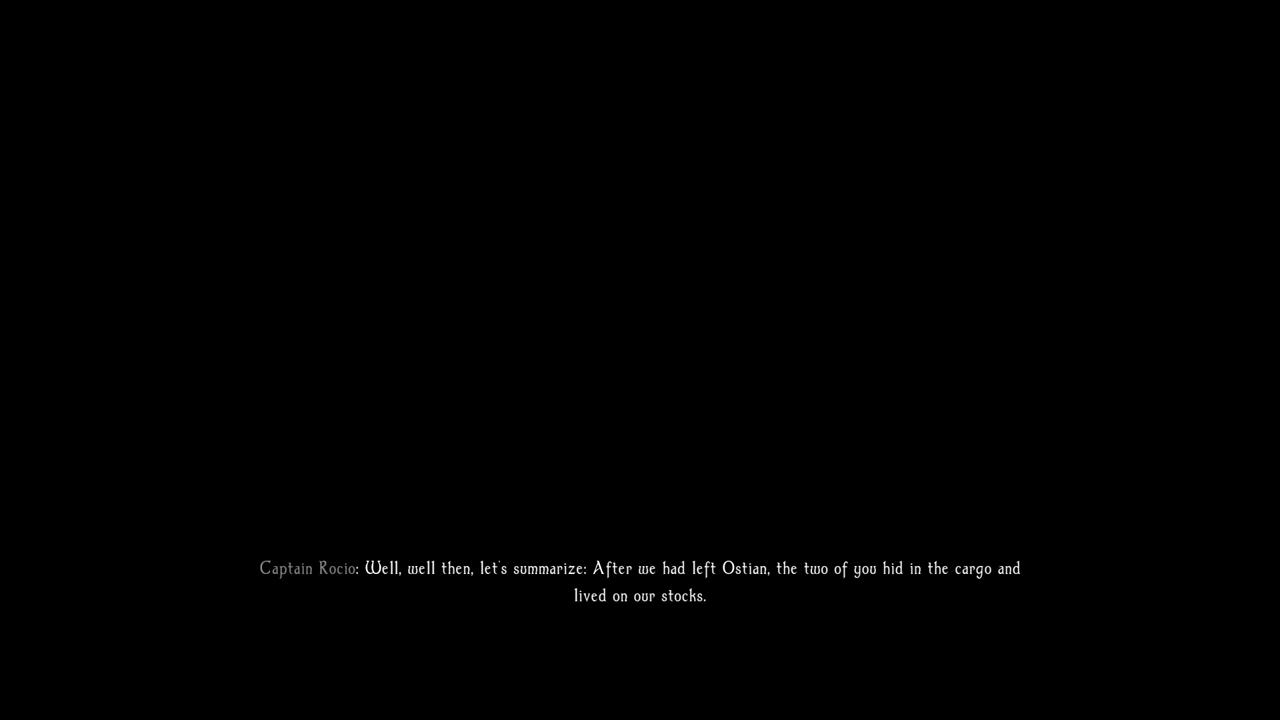 Captain Rocio: Well, well then, let's summarize: After we had left Ostian, the two of you hid in the cargo and
lived on our stocks.